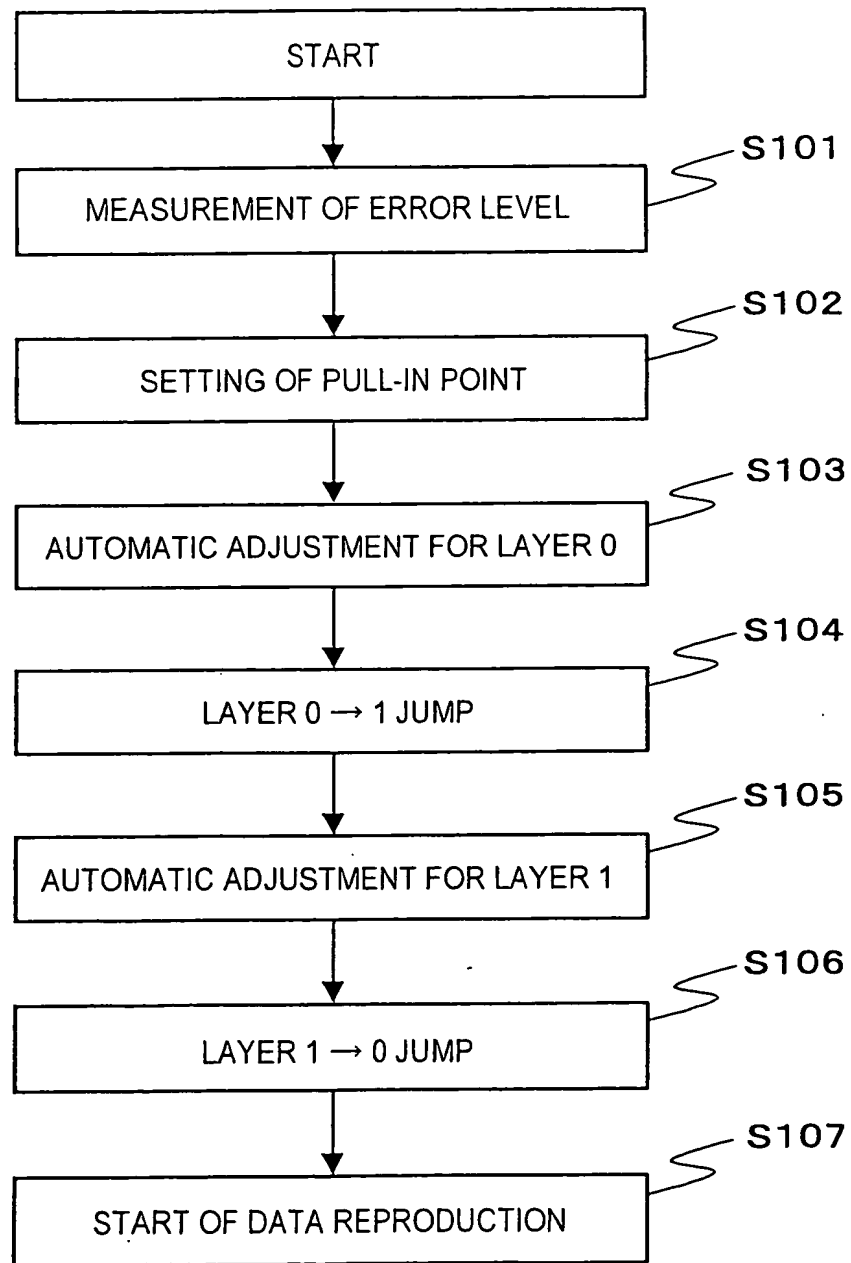 START
S101
MEASUREMENT OF ERROR LEVEL
S102
SETTING OF PULL-IN POINT
S103
AUTOMATIC ADJUSTMENT FOR LAYER 0
S104
LAYER 0 → 1 JUMP
S105
AUTOMATIC ADJUSTMENT FOR LAYER 1
S106
LAYER 1 → 0 JUMP
S107
START OF DATA REPRODUCTION